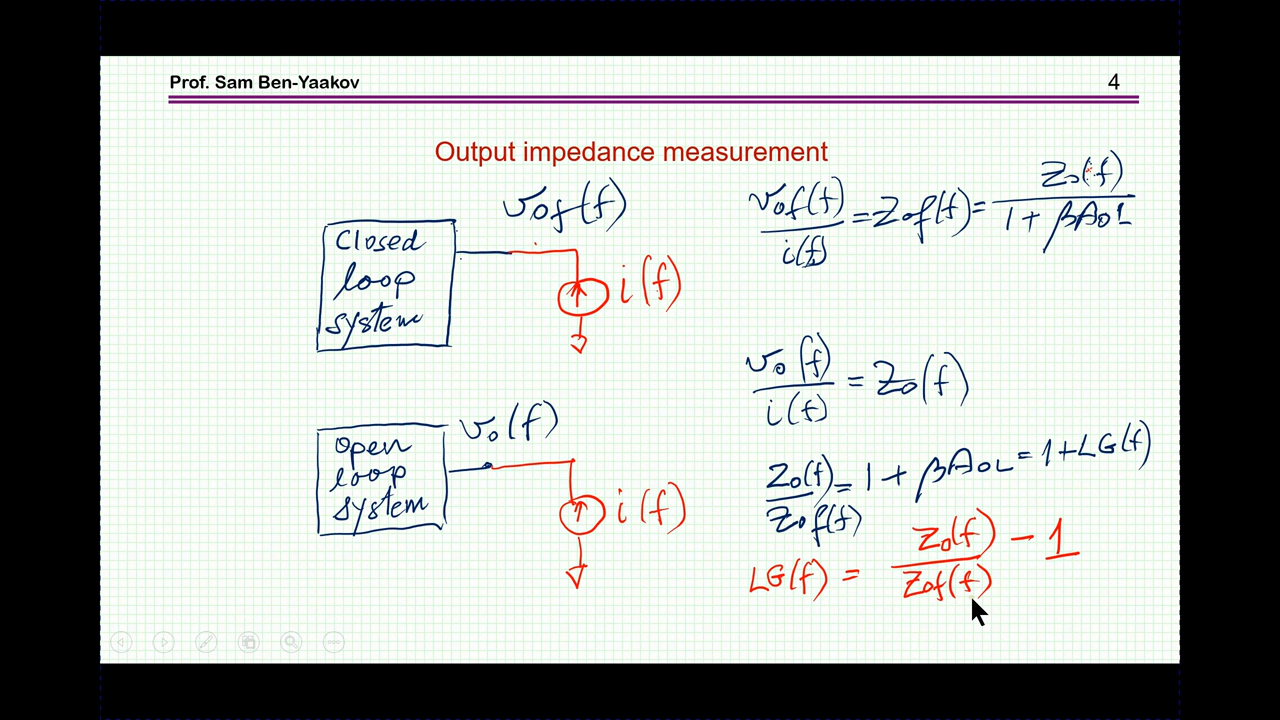 Prof. Sam Ben-Yaakov 4
Output impedance measurement
vof(f)
Closed
loop
system
i(f)
vof(f)/i(f) = Zof(f) = Zo(f)/(1 + βAOL)
vo(f)
open
loop
system
i(f)
vo(f)/i(f) = Zo(f)
Zo(f)/Zof(f) = 1 + βAOL = 1+LG(f)
LG(f) = Zo(f)/Zof(f) - 1